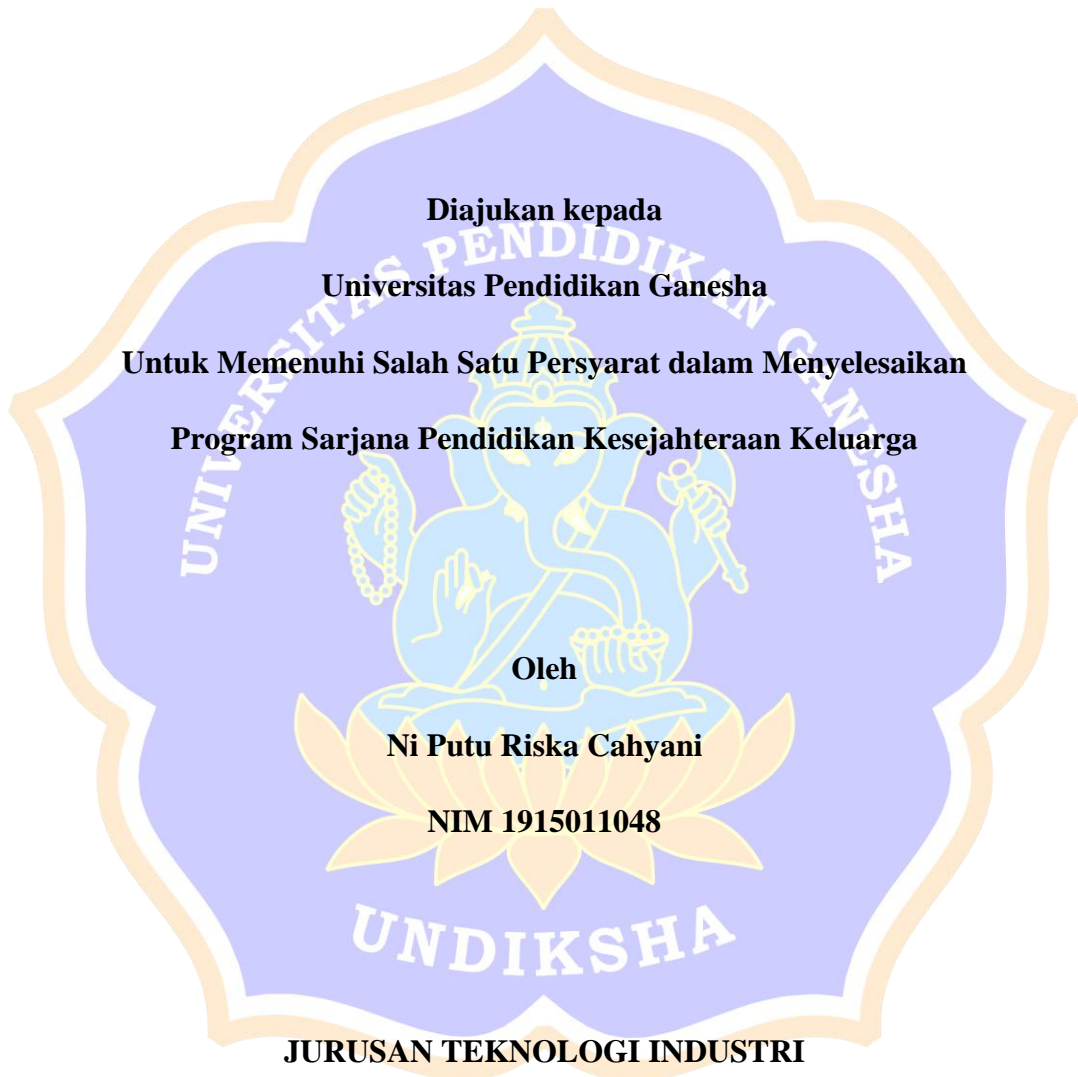 Diajukan kepada
UNIVERSITAS PENDIDIKAN GANESHA
Universitas Pendidikan Ganesha
Untuk Memenuhi Salah Satu Persyarat dalam Menyelesaikan
Program Sarjana Pendidikan Kesejahteraan Keluarga
Oleh
Ni Putu Riska Cahyani
NIM 1915011048
UNDIKSHA
JURUSAN TEKNOLOGI INDUSTRI